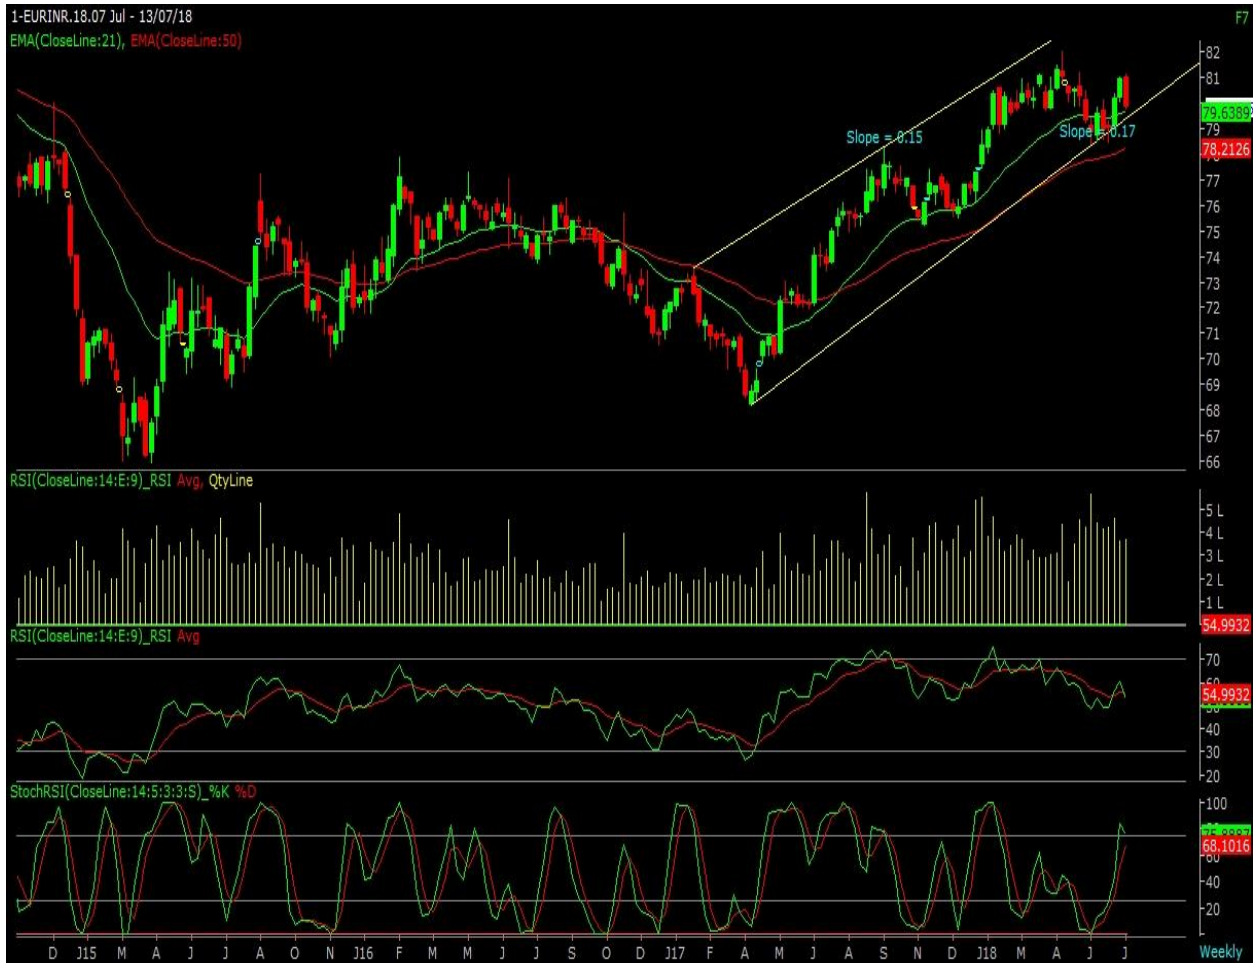 1-EURINR.18.07 Jul - 13/07/18
F7
EMA(CloseLine:21), EMA(CloseLine:50)
82
81
79.6389
79
78.2126
77
76
75
74
73
72
71
70
69
68
67
66
Slope = 0.15
Slope = 0.17
RSI(CloseLine:14:E:9)_RSI Avg, QtyLine
5 L
4 L
3 L
2 L
1 L
54.9932
RSI(CloseLine:14:E:9)_RSI Avg
70
54.9932
40
30
20
StochRSI(CloseLine:14:5:3:3:S)_%K %D
100
68.1016
60
40
20
D J15 M A J J A O N J16 M M J J S O D J17 F A M J A S N D J18 M A J J
Weekly